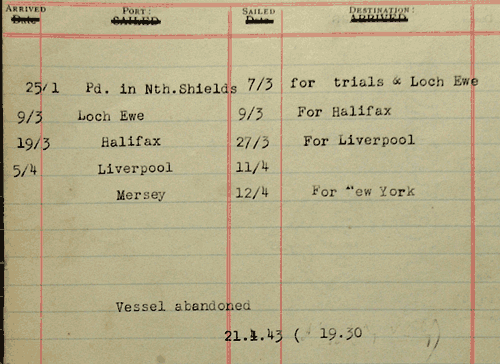 ARRIVED PORT: SAILED DESTINATION:
Date SAILED Date ARRIVED
25/1 Pd. in Nth.Shields 7/3 for trials & Loch Ewe
9/3 Loch Ewe 9/3 For Halifax
19/3 Halifax 27/3 For Liverpool
5/4 Liverpool 11/4
Mersey 12/4 For New York
Vessel abandoned
21.4.43 ( 19.30 )